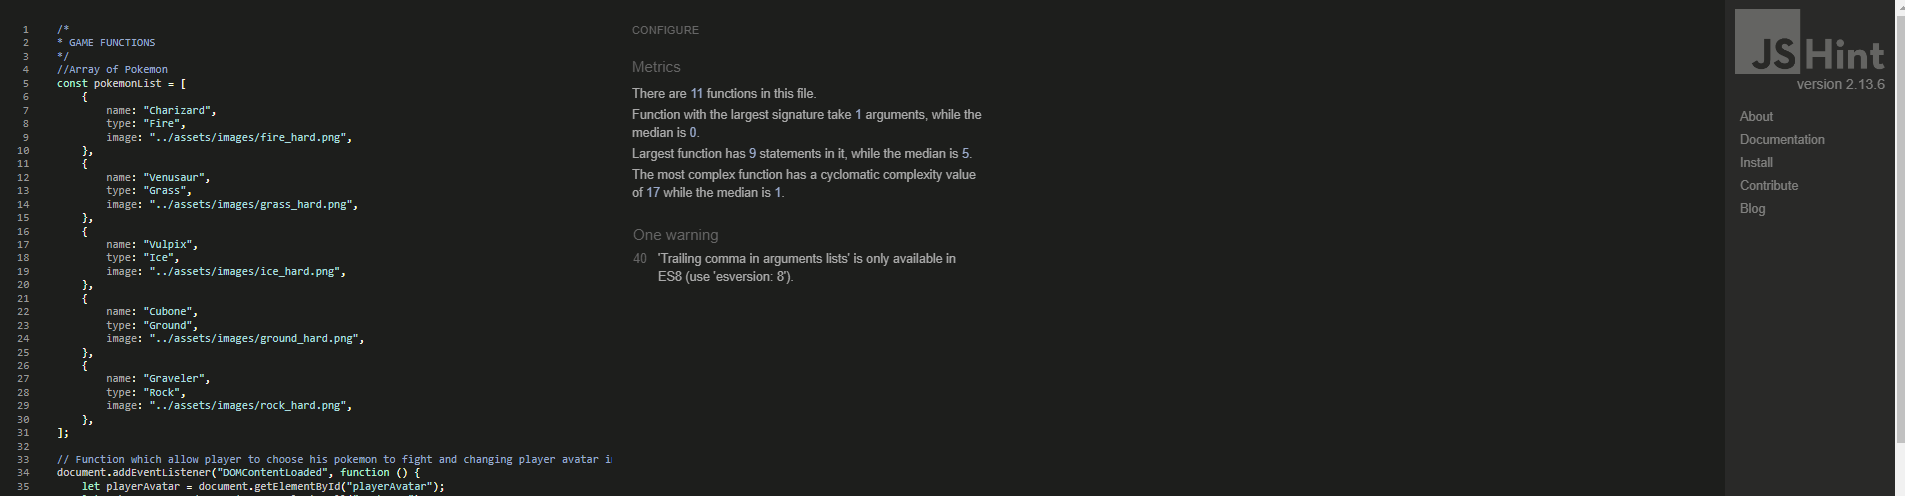 1 /*
2 * GAME FUNCTIONS
3 */
4 //Array of Pokemon
5 const pokemonList = [
6 {
7 name: "Charizard",
8 type: "Fire",
9 image: "../assets/images/fire_hard.png",
10 },
11 {
12 name: "Venusaur",
13 type: "Grass",
14 image: "../assets/images/grass_hard.png",
15 },
16 {
17 name: "Vulpix",
18 type: "Ice",
19 image: "../assets/images/ice_hard.png",
20 },
21 {
22 name: "Cubone",
23 type: "Ground",
24 image: "../assets/images/ground_hard.png",
25 },
26 {
27 name: "Graveler",
28 type: "Rock",
29 image: "../assets/images/rock_hard.png",
30 },
31 ];
32
33 // Function which allow player to choose his pokemon to fight and changing player avatar
34 document.addEventListener("DOMContentLoaded", function () {
35 let playerAvatar = document.getElementById("playerAvatar");
CONFIGURE
Metrics
There are 11 functions in this file.
Function with the largest signature take 1 arguments, while the
median is 0.
Largest function has 9 statements in it, while the median is 5.
The most complex function has a cyclomatic complexity value
of 17 while the median is 1.
One warning
40 'Trailing comma in arguments lists' is only available in
ES8 (use 'esversion: 8').
JSHint
version 2.13.6
About
Documentation
Install
Contribute
Blog